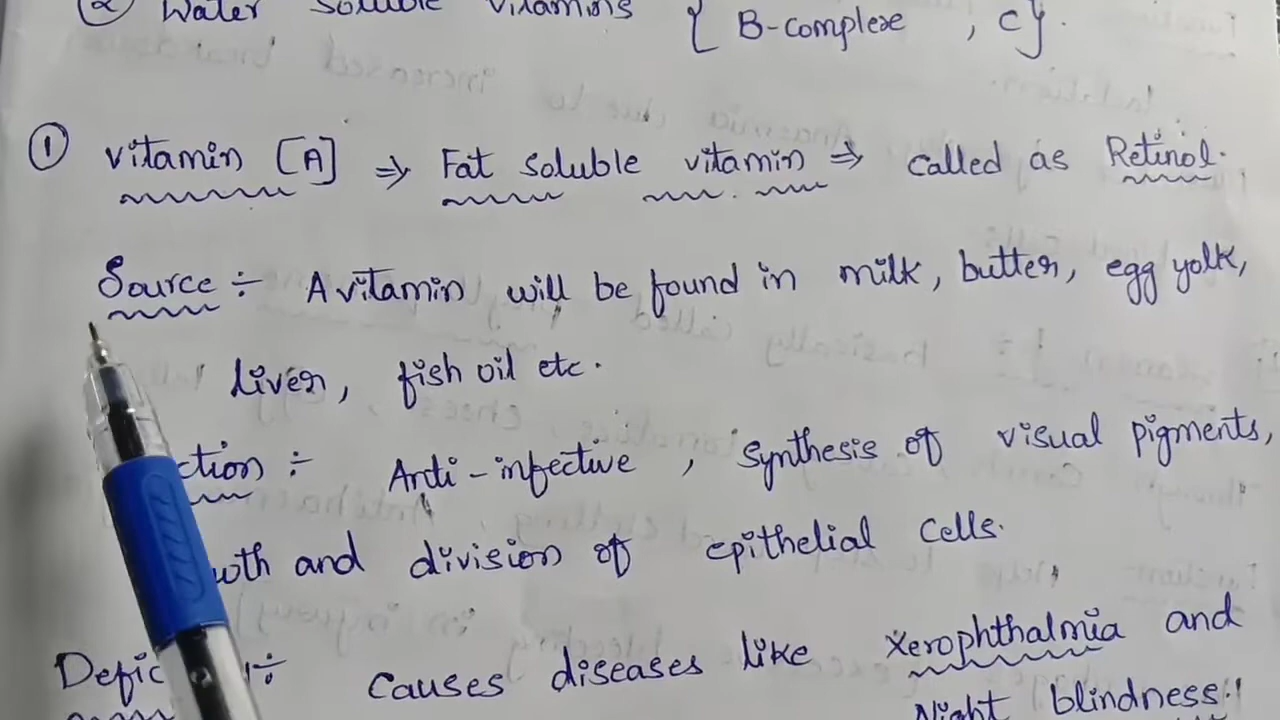 ② Water soluble vitamins { B-complex , C}.
① vitamin [A] ⇒ Fat soluble vitamin ⇒ called as Retinol.
Source ÷ A vitamin will be found in milk, butter, egg yolk,
liver, fish oil etc.
ction ÷ Anti-infective , synthesis of visual pigments,
wth and division of epithelial cells.
Defic ÷ causes diseases like Xerophthalmia and
Night blindness.